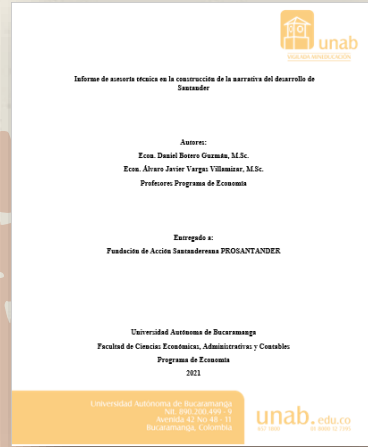 unab
VIGILADA MINEDUCACIÓN
Informe de asesoría técnica en la construcción de la narrativa del desarrollo de
Santander
Autores:
Econ. Daniel Botero Guzmán, M.Sc.
Econ. Álvaro Javier Vargas Villamizar, M.Sc.
Profesores Programa de Economía
Entregado a:
Fundación de Acción Santandereana PROSANTANDER
Universidad Autónoma de Bucaramanga
Facultad de Ciencias Económicas, Administrativas y Contables
Programa de Economía
2021
Universidad Autónoma de Bucaramanga
Nit. 890.200.499 - 9
Avenida 42 No 48 - 11
Bucaramanga, Colombia
unab.edu.co